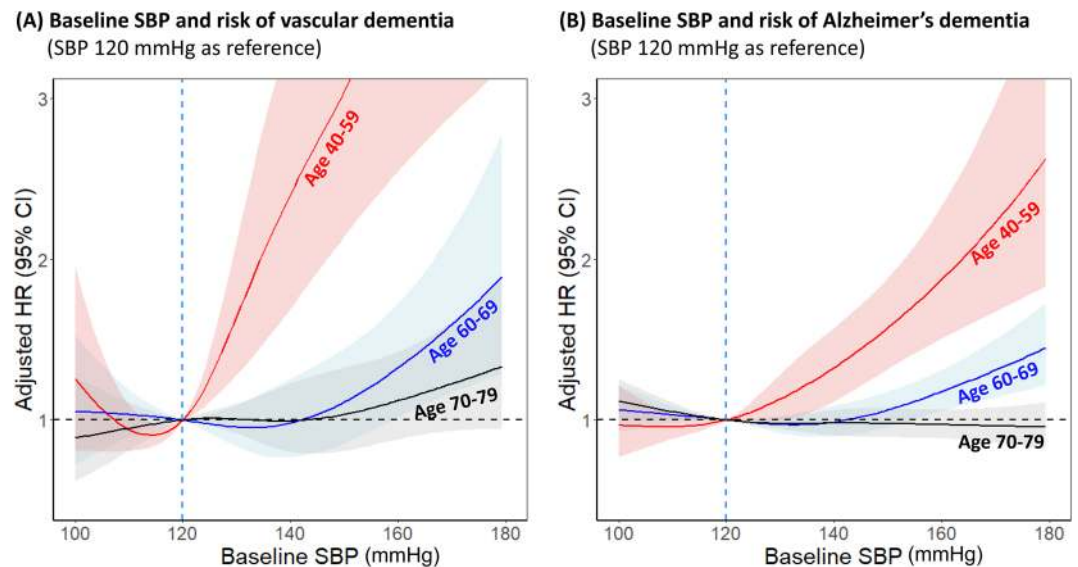 (A) Baseline SBP and risk of vascular dementia
(SBP 120 mmHg as reference)
3
2
1
Adjusted HR (95% CI)
Age 40-59
Age 60-69
Age 70-79
100 120 140 160 180
Baseline SBP (mmHg)
(B) Baseline SBP and risk of Alzheimer’s dementia
(SBP 120 mmHg as reference)
3
2
1
Adjusted HR (95% CI)
Age 40-59
Age 60-69
Age 70-79
100 120 140 160 180
Baseline SBP (mmHg)